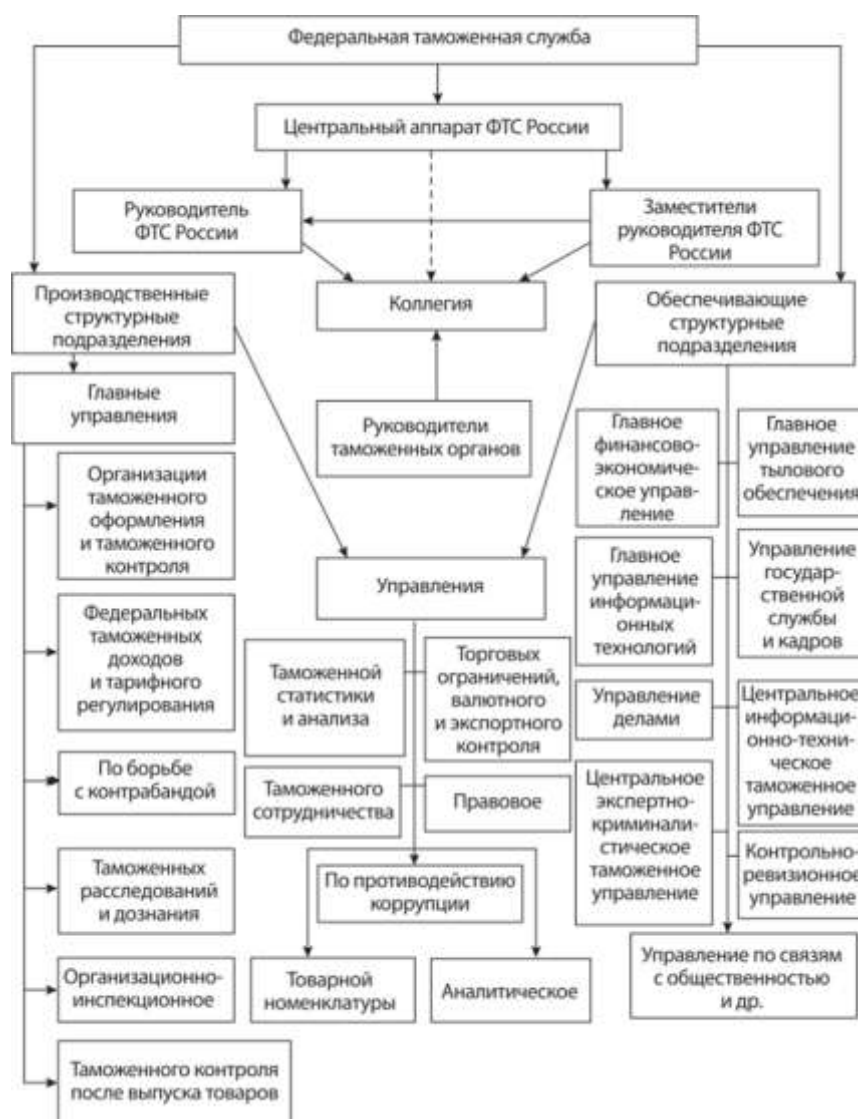 Федеральная таможенная служба
Центральный аппарат ФТС России
Руководитель
ФТС России
Заместители
руководителя ФТС
России
Производственные
структурные
подразделения
Коллегия
Обеспечивающие
структурные
подразделения
Главные
управления
Руководители
таможенных органов
Главное
финансово-
экономиче-
ское управ-
ление
Главное
управление
тылового
обеспечения
Организации
таможенного
оформления
и таможенного
контроля
Управления
Главное
управление
информаци-
онных
технологий
Управление
государ-
ственной
службы
и кадров
Федеральных
таможенных
доходов
и тарифного
регулирования
Таможенной
статистики
и анализа
Торговых
ограничений,
валютного
и экспортного
контроля
Управление
делами
Центральное
информаци-
онно-техни-
ческое
таможенное
управление
По борьбе
с контрабандой
Таможенного
сотрудничества
Правовое
Центральное
экспертно-
криминали-
стическое
таможенное
управление
Контрольно-
ревизионное
управление
Таможенных
расследований
и дознания
По противодействию
коррупции
Организационно-
инспекционное
Товарной
номенклатуры
Аналитическое
Управление по связям
с общественностью
и др.
Таможенного контроля
после выпуска товаров